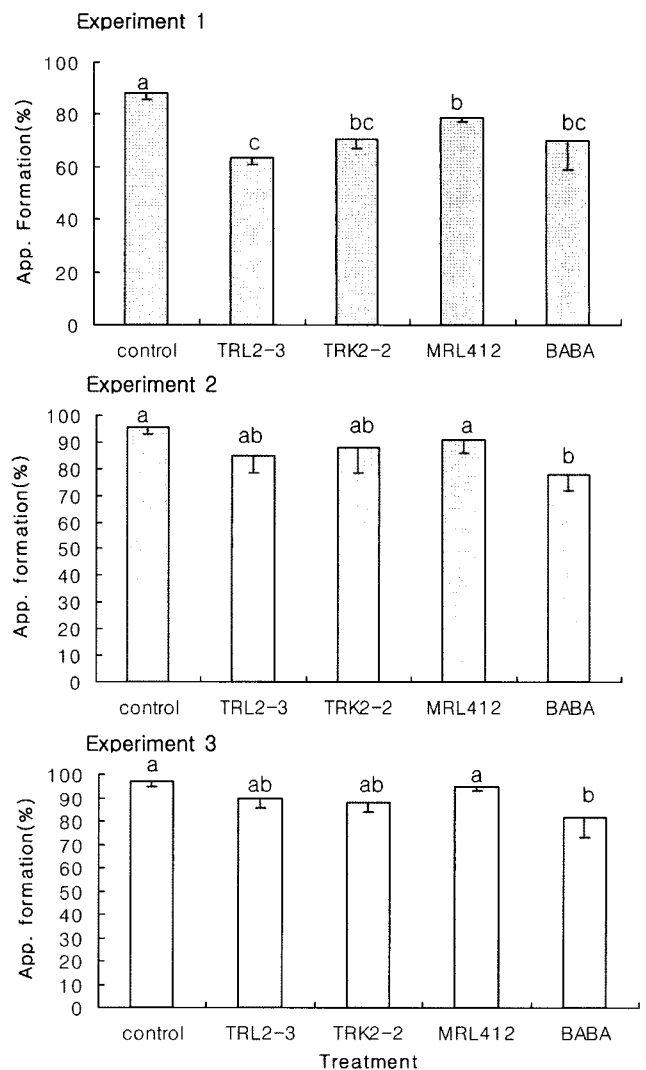 Experiment 1
App. Formation(%)
100
80
60
40
20
0
a
c
bc
b
bc
control TRL2-3 TRK2-2 MRL412 BABA
Experiment 2
App. formation(%)
100
90
80
70
60
50
40
30
20
10
0
a
ab
ab
a
b
control TRL2-3 TRK2-2 MRL412 BABA
Experiment 3
App. formation(%)
100
90
80
70
60
50
40
30
20
10
0
a
ab
ab
a
b
control TRL2-3 TRK2-2 MRL412 BABA
Treatment